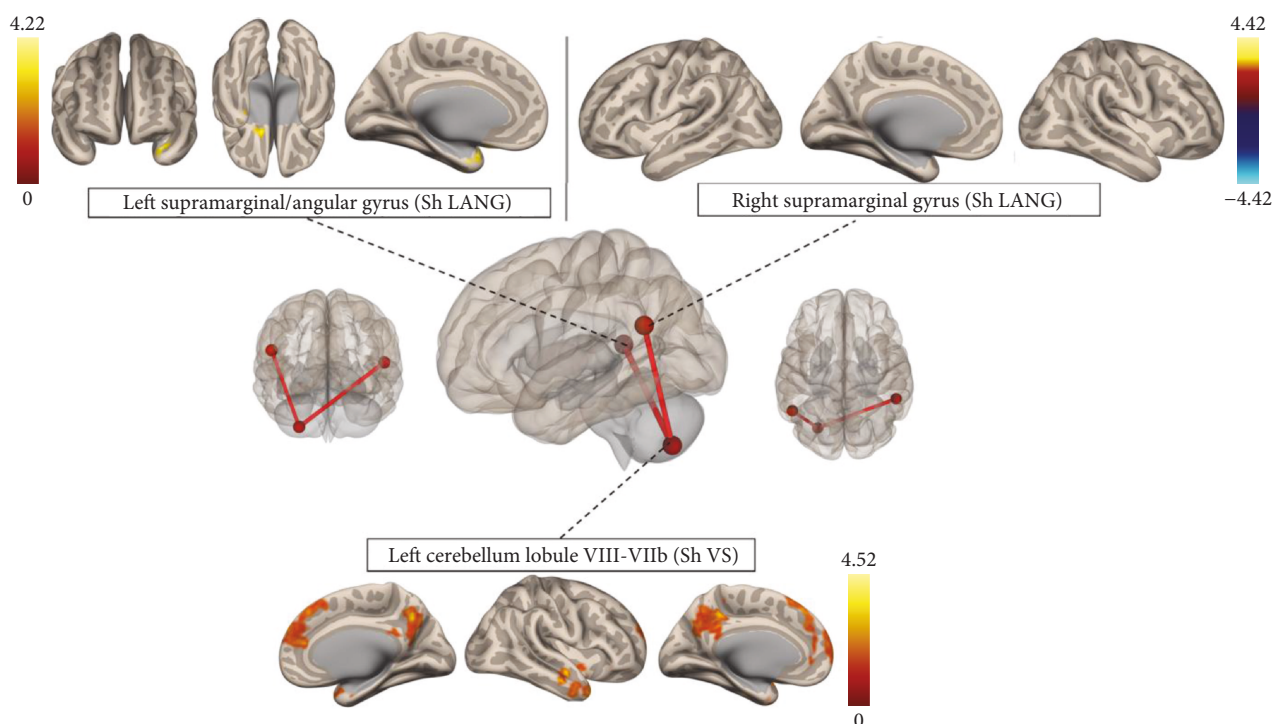 4.22
0
4.42
−4.42
Left supramarginal/angular gyrus (Sh LANG)
Right supramarginal gyrus (Sh LANG)
Left cerebellum lobule VIII-VIIb (Sh VS)
4.52
0